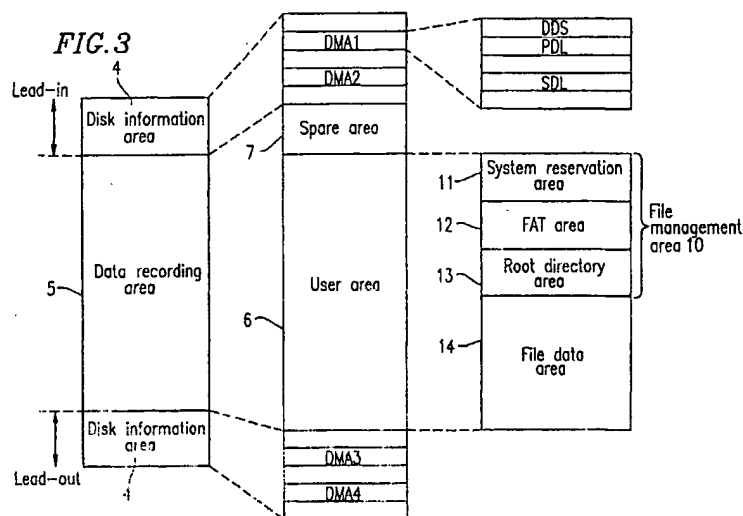 FIG.3
Lead-in
4
Disk information
area
5
Data recording
area
Disk information
area
Lead-out
4
DMA1
DMA2
7
Spare area
6
User area
DMA3
DMA4
DDS
PDL
SDL
11
System reservation
area
12
FAT area
13
Root directory
area
14
File data
area
File
management
area 10